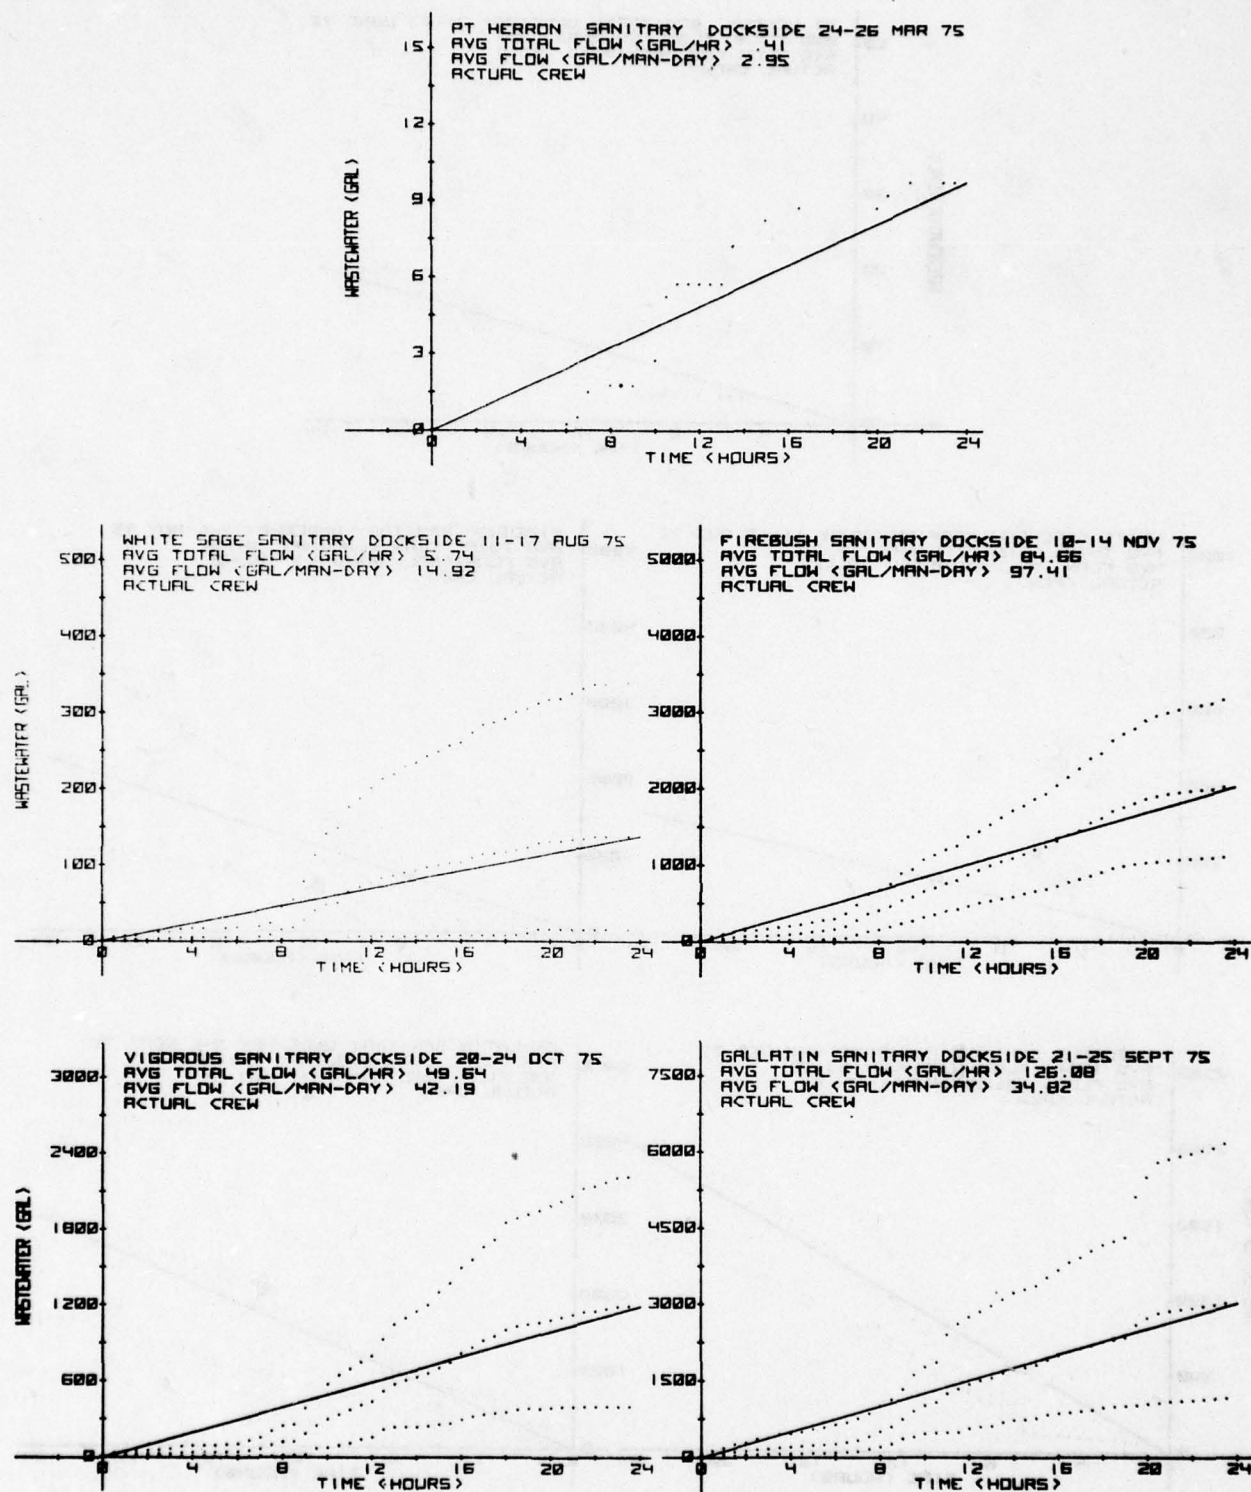 PT HERRON SANITARY DOCKSIDE 24-26 MAR 75
AVG TOTAL FLOW <GAL/HR> .41
AVG FLOW <GAL/MAN-DAY> 2.95
ACTUAL CREW
15
12
9
6
3
0
WASTEWATER <GAL>
0 4 8 12 16 20 24
TIME <HOURS>
WHITE SAGE SANITARY DOCKSIDE 11-17 AUG 75
AVG TOTAL FLOW <GAL/HR> 5.74
AVG FLOW <GAL/MAN-DAY> 14.92
ACTUAL CREW
500
400
300
200
100
0
WASTEWATER <GAL>
0 4 8 12 16 20 24
TIME <HOURS>
FIREBUSH SANITARY DOCKSIDE 10-14 NOV 75
AVG TOTAL FLOW <GAL/HR> 84.66
AVG FLOW <GAL/MAN-DAY> 97.41
ACTUAL CREW
5000
4000
3000
2000
1000
0
0 4 8 12 16 20 24
TIME <HOURS>
VIGOROUS SANITARY DOCKSIDE 20-24 OCT 75
AVG TOTAL FLOW <GAL/HR> 49.64
AVG FLOW <GAL/MAN-DAY> 42.19
ACTUAL CREW
3000
2400
1800
1200
600
0
WASTEWATER <GAL>
0 4 8 12 16 20 24
TIME <HOURS>
GALLATIN SANITARY DOCKSIDE 21-25 SEPT 75
AVG TOTAL FLOW <GAL/HR> 126.08
AVG FLOW <GAL/MAN-DAY> 34.82
ACTUAL CREW
7500
6000
4500
3000
1500
0
0 4 8 12 16 20 24
TIME <HOURS>